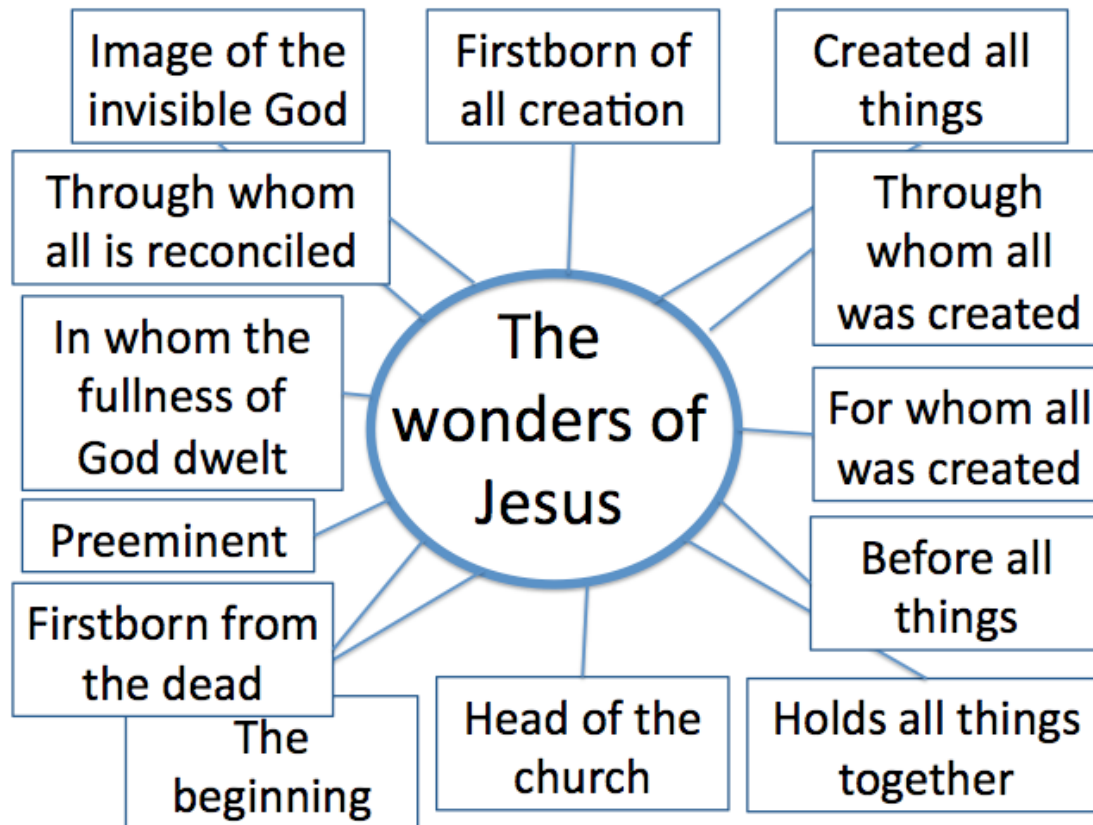 Image of the
invisible God
Firstborn of
all creation
Created all
things
Through whom
all is reconciled
Through
whom all
was created
In whom the
fullness of
God dwelt
The
wonders of
Jesus
For whom all
was created
Preeminent
Before all
things
Firstborn from
the dead
The
beginning
Head of the
church
Holds all things
together